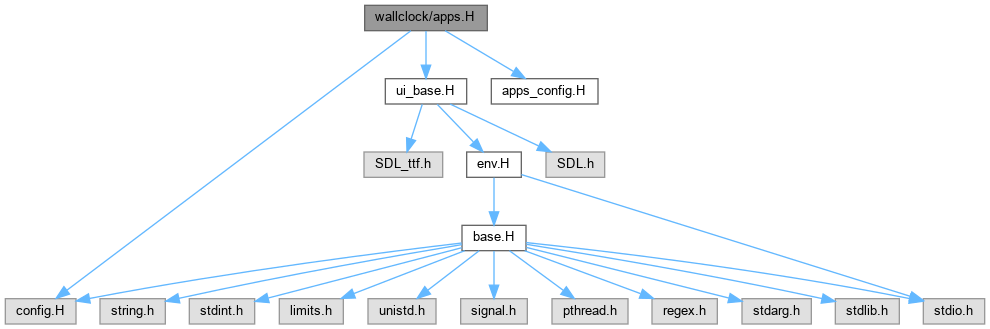 wallclock/apps.H
ui_base.H
apps_config.H
SDL_ttf.h
env.H
SDL.h
base.H
config.H
string.h
stdint.h
limits.h
unistd.h
signal.h
pthread.h
regex.h
stdarg.h
stdlib.h
stdio.h